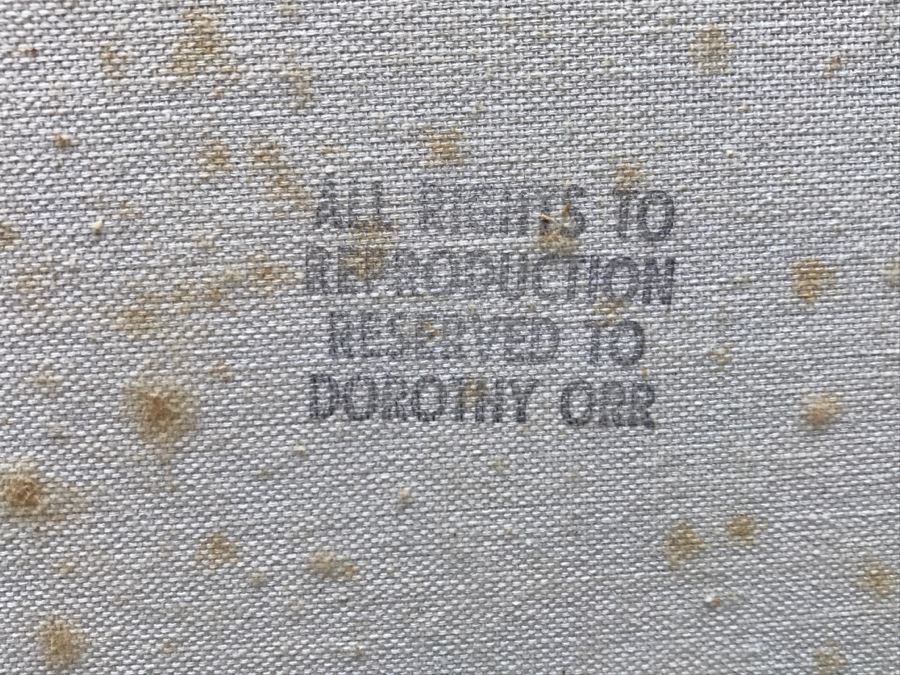 ALL RIGHTS TO
REPRODUCTION
RESERVED TO
DOROTHY ORR